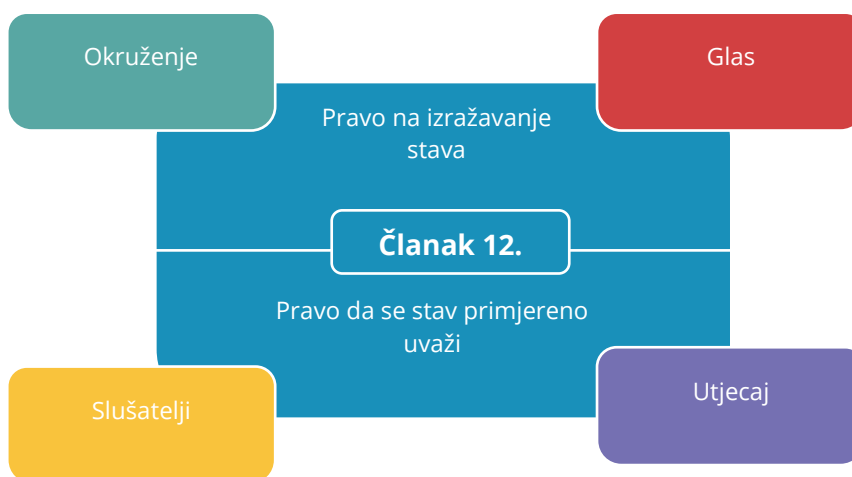 Okruženje
Glas
Pravo na izražavanje
stava
Članak 12.
Pravo da se stav primjereno
uvaži
Slušatelji
Utjecaj